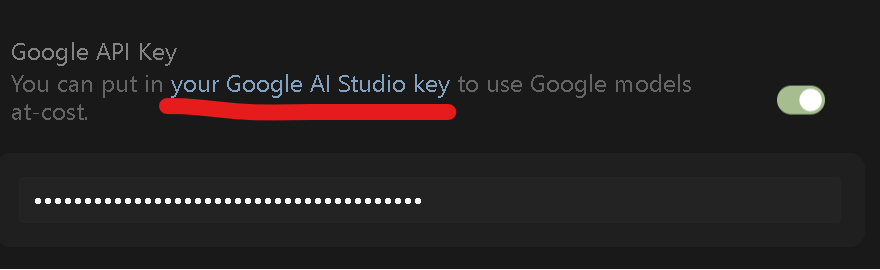 Google API Key
You can put in your Google AI Studio key to use Google models
at-cost.
•••••••••••••••••••••••••••••••••••••••